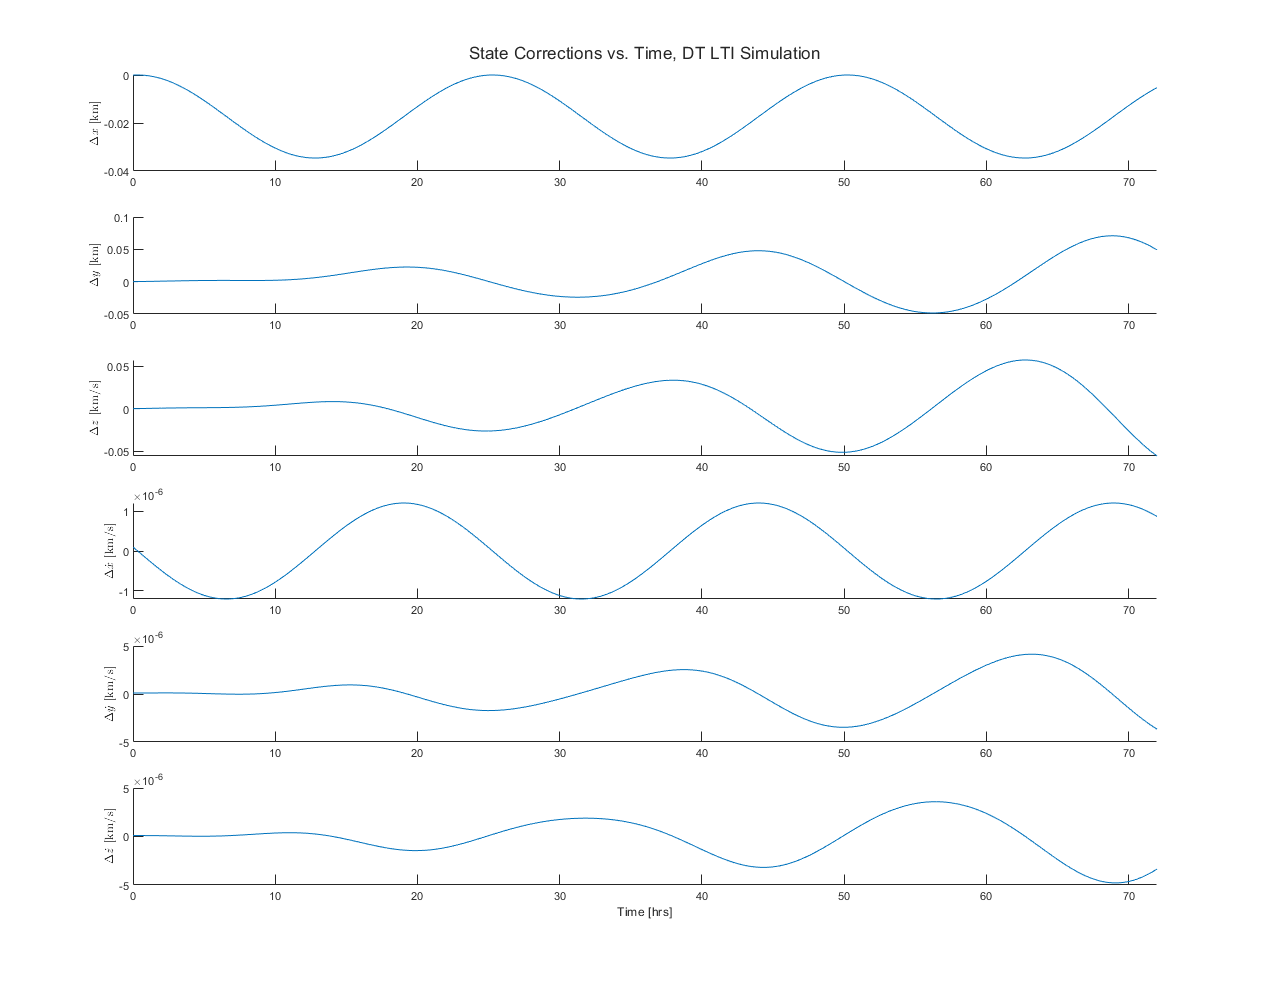 State Corrections vs. Time, DT LTI Simulation
0
-0.02
-0.04
Δx [km]
0 10 20 30 40 50 60 70
0.1
0.05
0
-0.05
Δy [km]
0 10 20 30 40 50 60 70
0.05
0
-0.05
Δz [km/s]
0 10 20 30 40 50 60 70
×10^-6
1
0
-1
Δẋ [km/s]
0 10 20 30 40 50 60 70
×10^-6
5
0
-5
Δẏ [km/s]
0 10 20 30 40 50 60 70
×10^-6
5
0
-5
Δż [km/s]
0 10 20 30 40 50 60 70
Time [hrs]